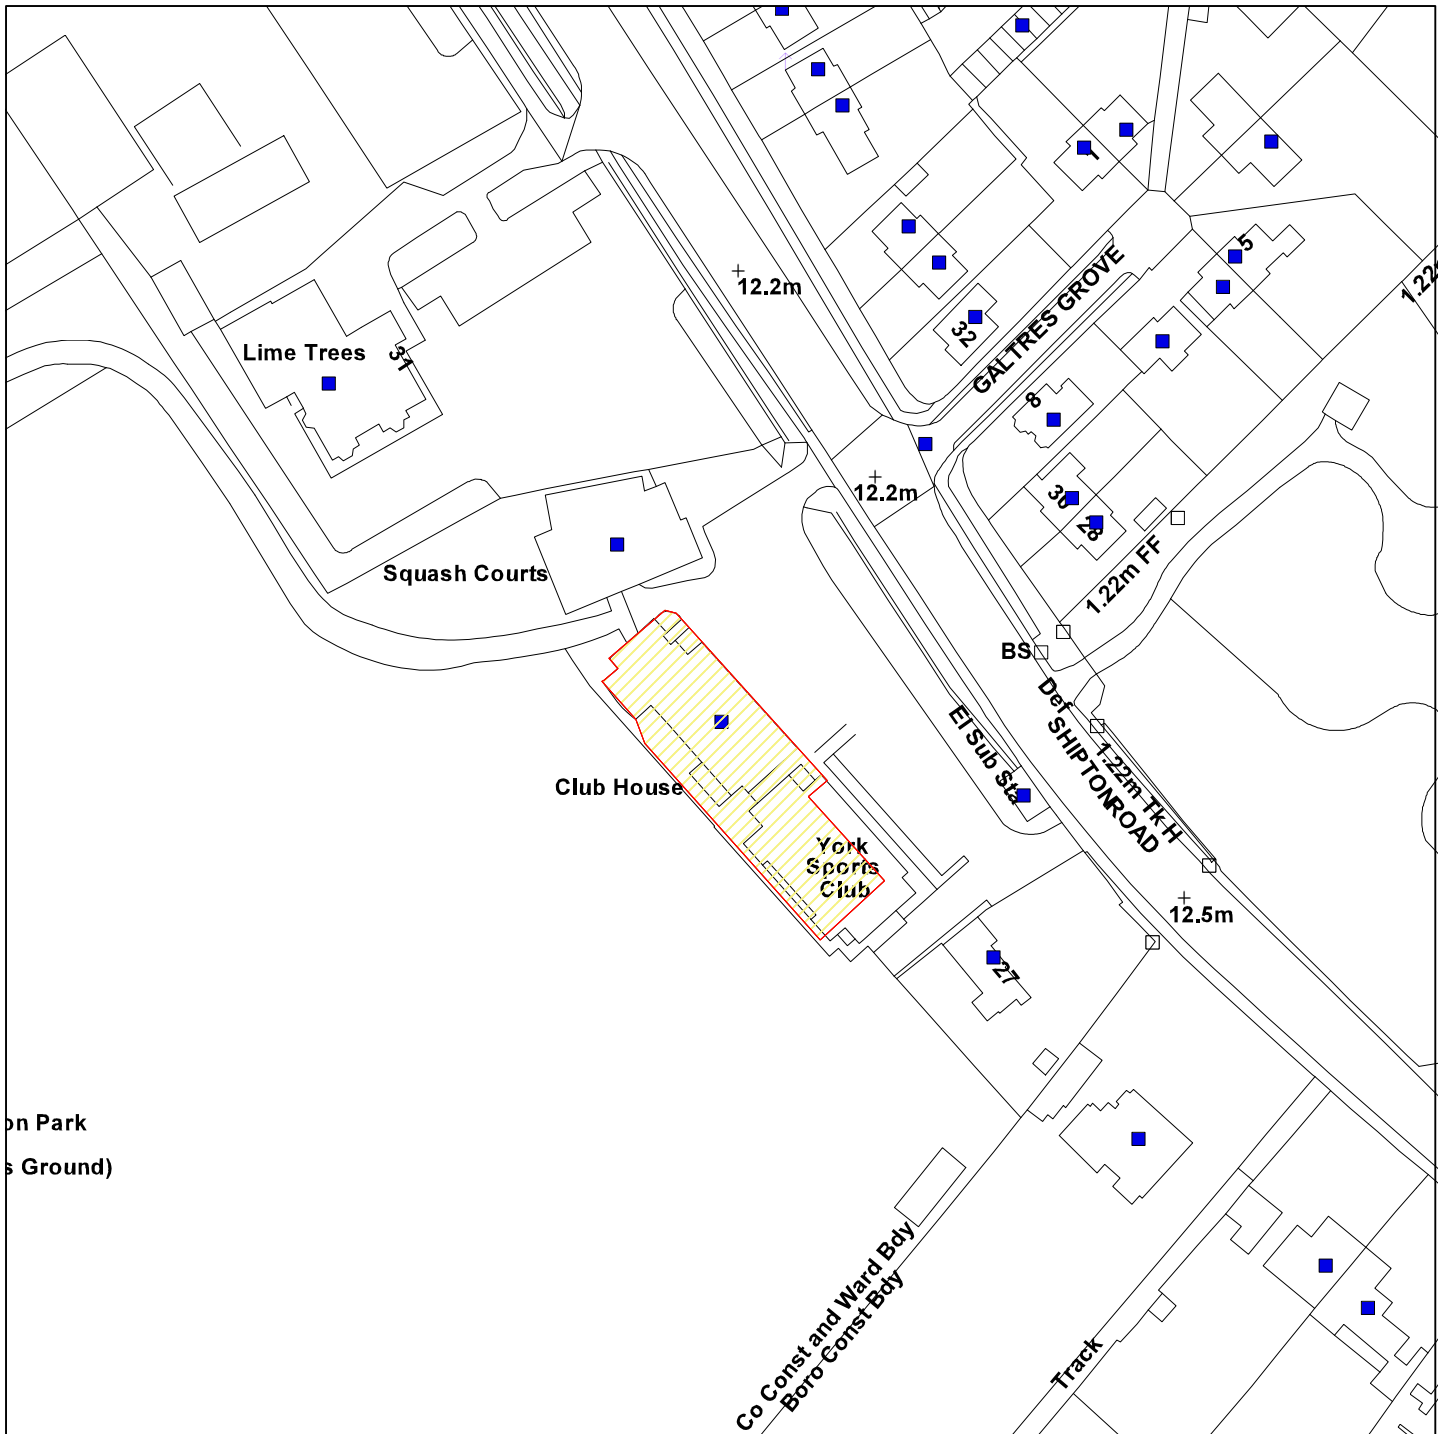 1
5
12.2m
1.22
GALTRES GROVE
32
Lime Trees
31
8
12.2m
30
28
Squash Courts
1.22m FF
BS
Def
El Sub Sta
SHIPTON ROAD
1.22m Tk H
Club House
York
Sports
Club
12.5m
27
on Park
s Ground)
Co Const and Ward Bdy
Boro Const Bdy
Track